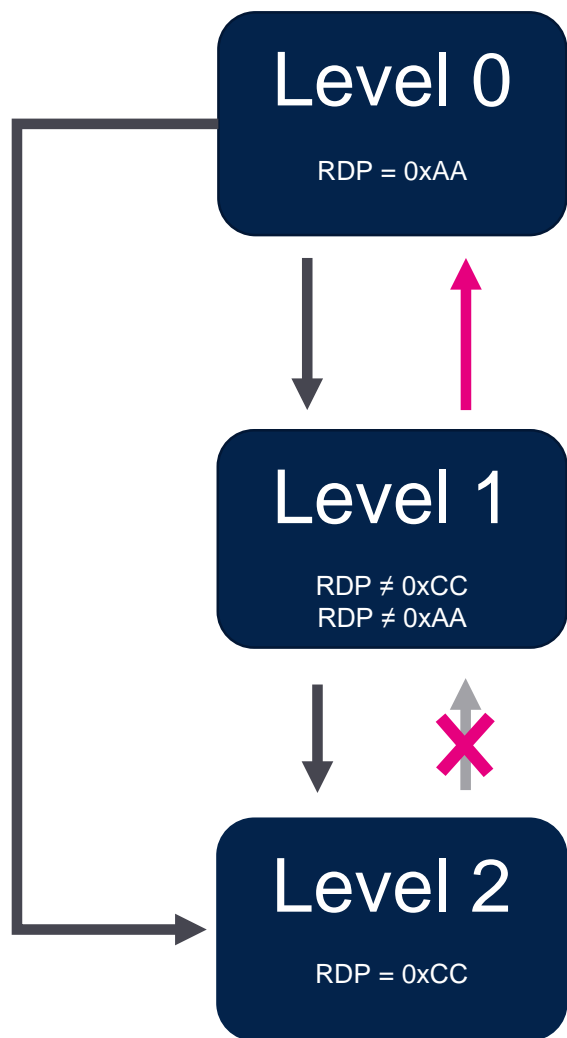 Level 0
RDP = 0xAA
Level 1
RDP ≠ 0xCC
RDP ≠ 0xAA
Level 2
RDP = 0xCC